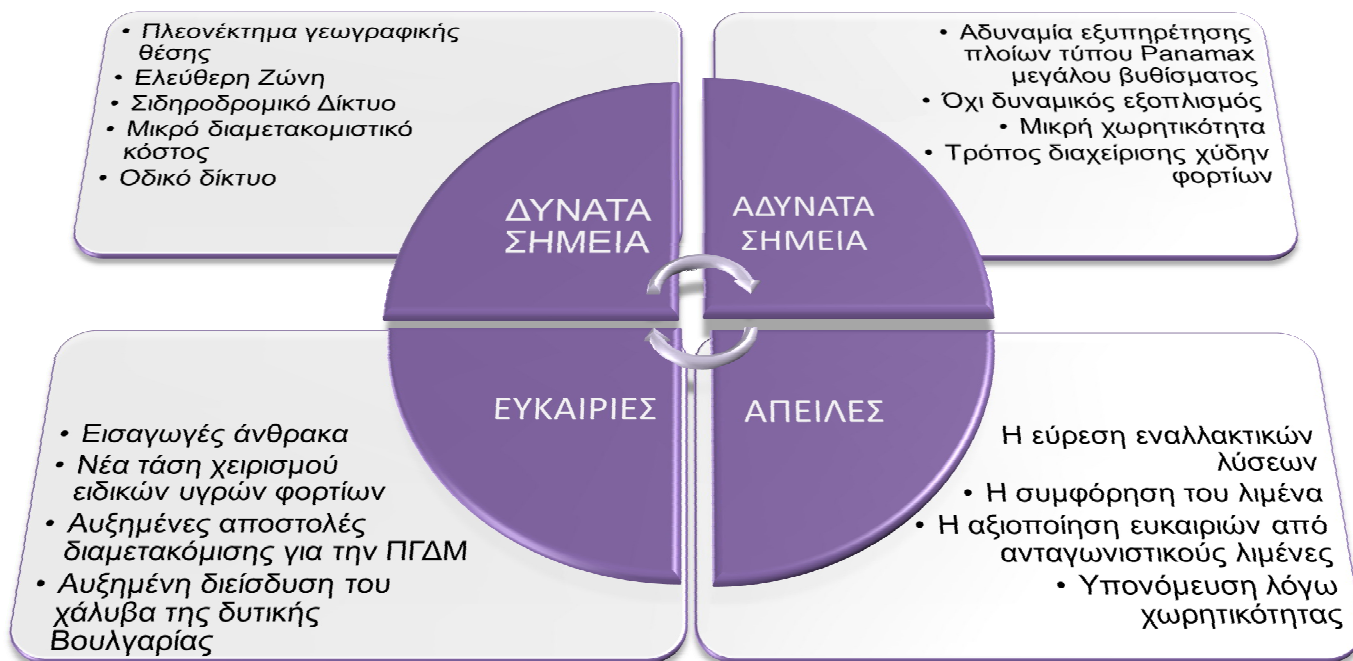 • Πλεονέκτημα γεωγραφικής
θέσης
• Ελεύθερη Ζώνη
• Σιδηροδρομικό Δίκτυο
• Μικρό διαμετακομιστικό
κόστος
• Οδικό δίκτυο
• Αδυναμία εξυπηρέτησης
πλοίων τύπου Panamax
μεγάλου βυθίσματος
• Όχι δυναμικός εξοπλισμός
• Μικρή χωρητικότητα
• Τρόπος διαχείρισης χύδην
φορτίων
ΔΥΝΑΤΑ
ΣΗΜΕΙΑ
ΑΔΥΝΑΤΑ
ΣΗΜΕΙΑ
ΕΥΚΑΙΡΙΕΣ
ΑΠΕΙΛΕΣ
• Εισαγωγές άνθρακα
• Νέα τάση χειρισμού
ειδικών υγρών φορτίων
• Αυξημένες αποστολές
διαμετακόμισης για την ΠΓΔΜ
• Αυξημένη διείσδυση του
χάλυβα της δυτικής
Βουλγαρίας
Η εύρεση εναλλακτικών
λύσεων
• Η συμφόρηση του λιμένα
• Η αξιοποίηση ευκαιριών από
ανταγωνιστικούς λιμένες
• Υπονόμευση λόγω
χωρητικότητας